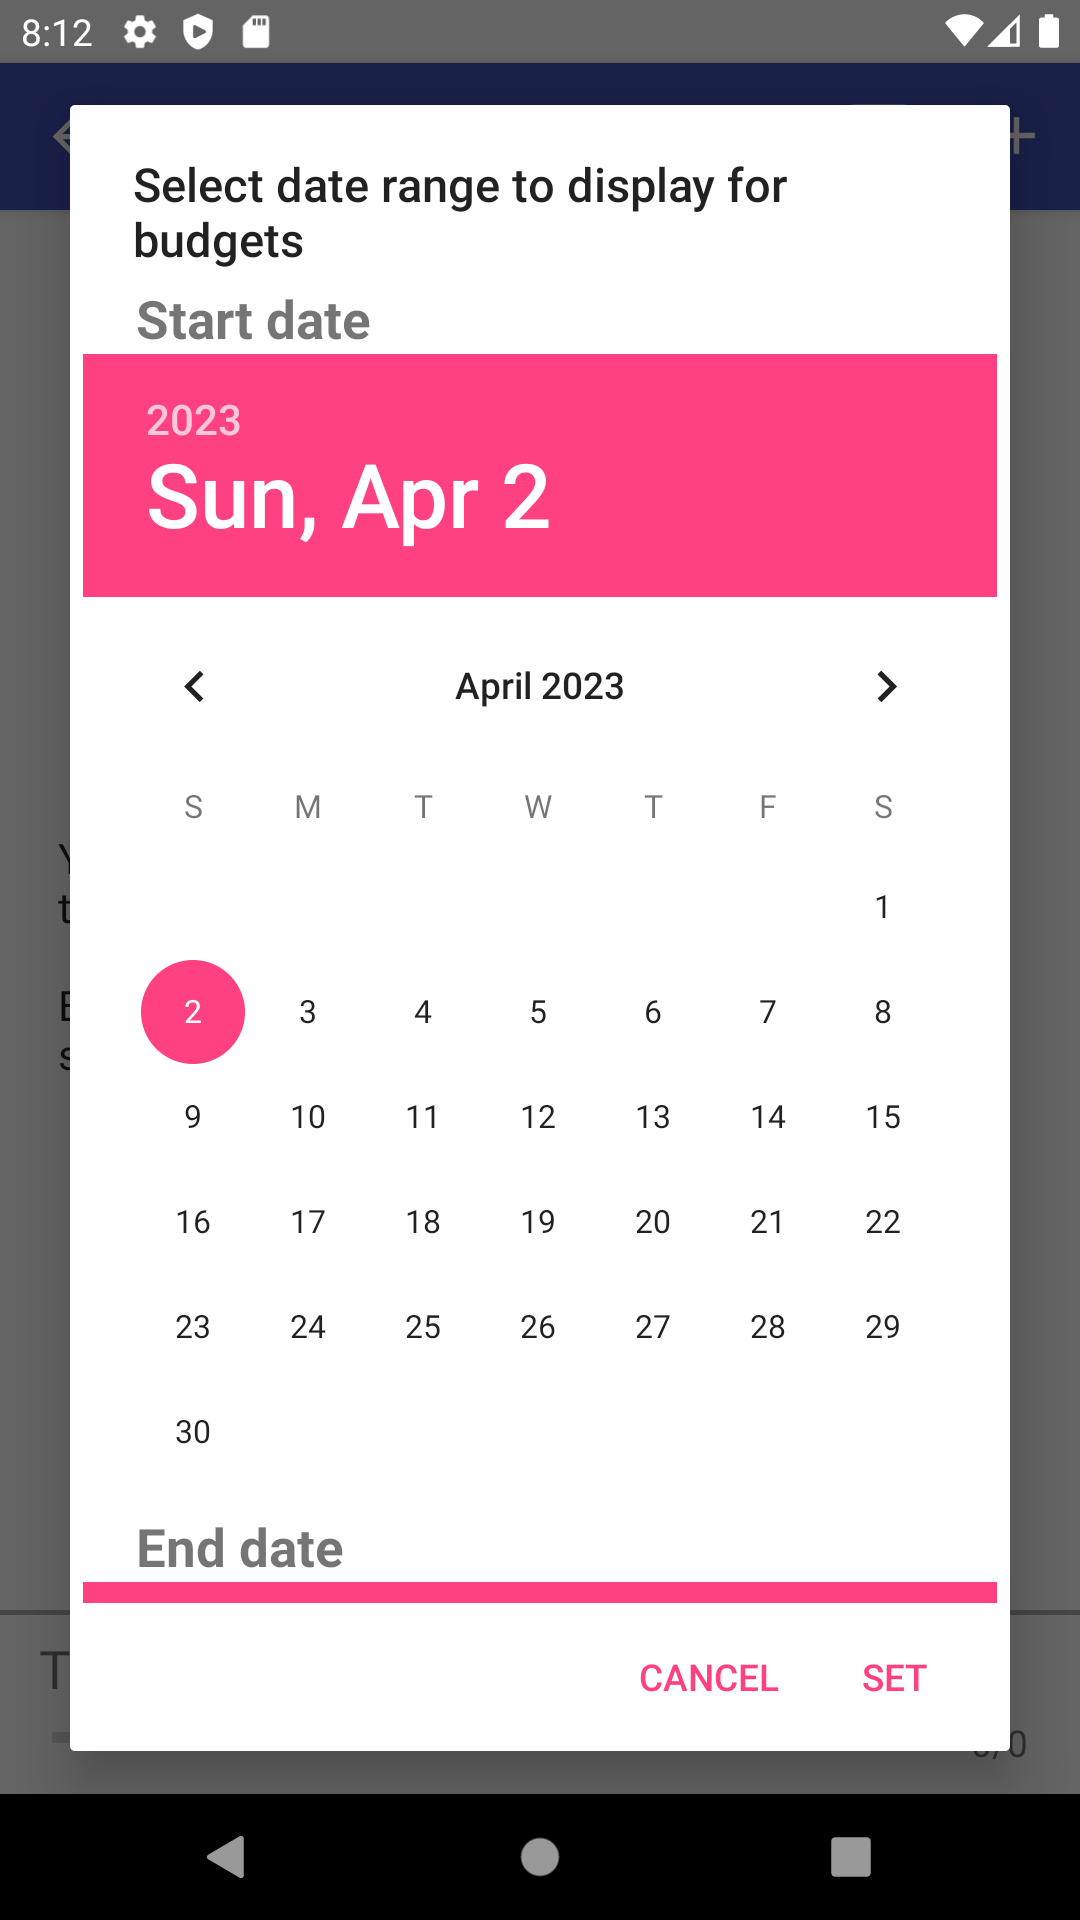 8:12
Select date range to display for
budgets
Start date
2023
Sun, Apr 2
April 2023
S M T W T F S
1
2 3 4 5 6 7 8
9 10 11 12 13 14 15
16 17 18 19 20 21 22
23 24 25 26 27 28 29
30
End date
CANCEL SET